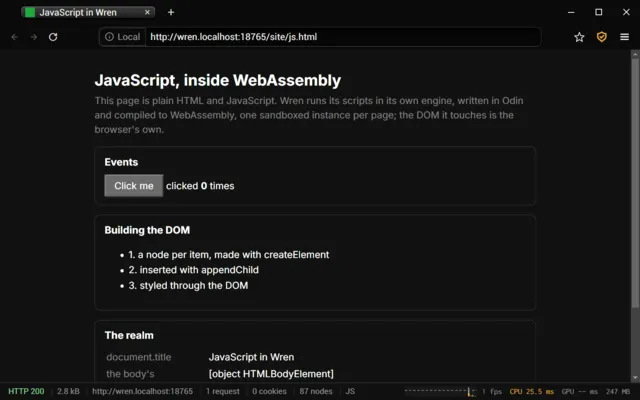 JavaScript in Wren
Local http://wren.localhost:18765/site/js.html
JavaScript, inside WebAssembly
This page is plain HTML and JavaScript. Wren runs its scripts in its own engine, written in Odin
and compiled to WebAssembly, one sandboxed instance per page; the DOM it touches is the
browser's own.
Events
Click me clicked 0 times
Building the DOM
• 1. a node per item, made with createElement
• 2. inserted with appendChild
• 3. styled through the DOM
The realm
document.title JavaScript in Wren
the body's [object HTMLBodyElement]
HTTP 200 2.8 kB http://wren.localhost:18765 1 request 0 cookies 87 nodes JS 1 fps CPU 25.5 ms GPU -- ms 247 MB